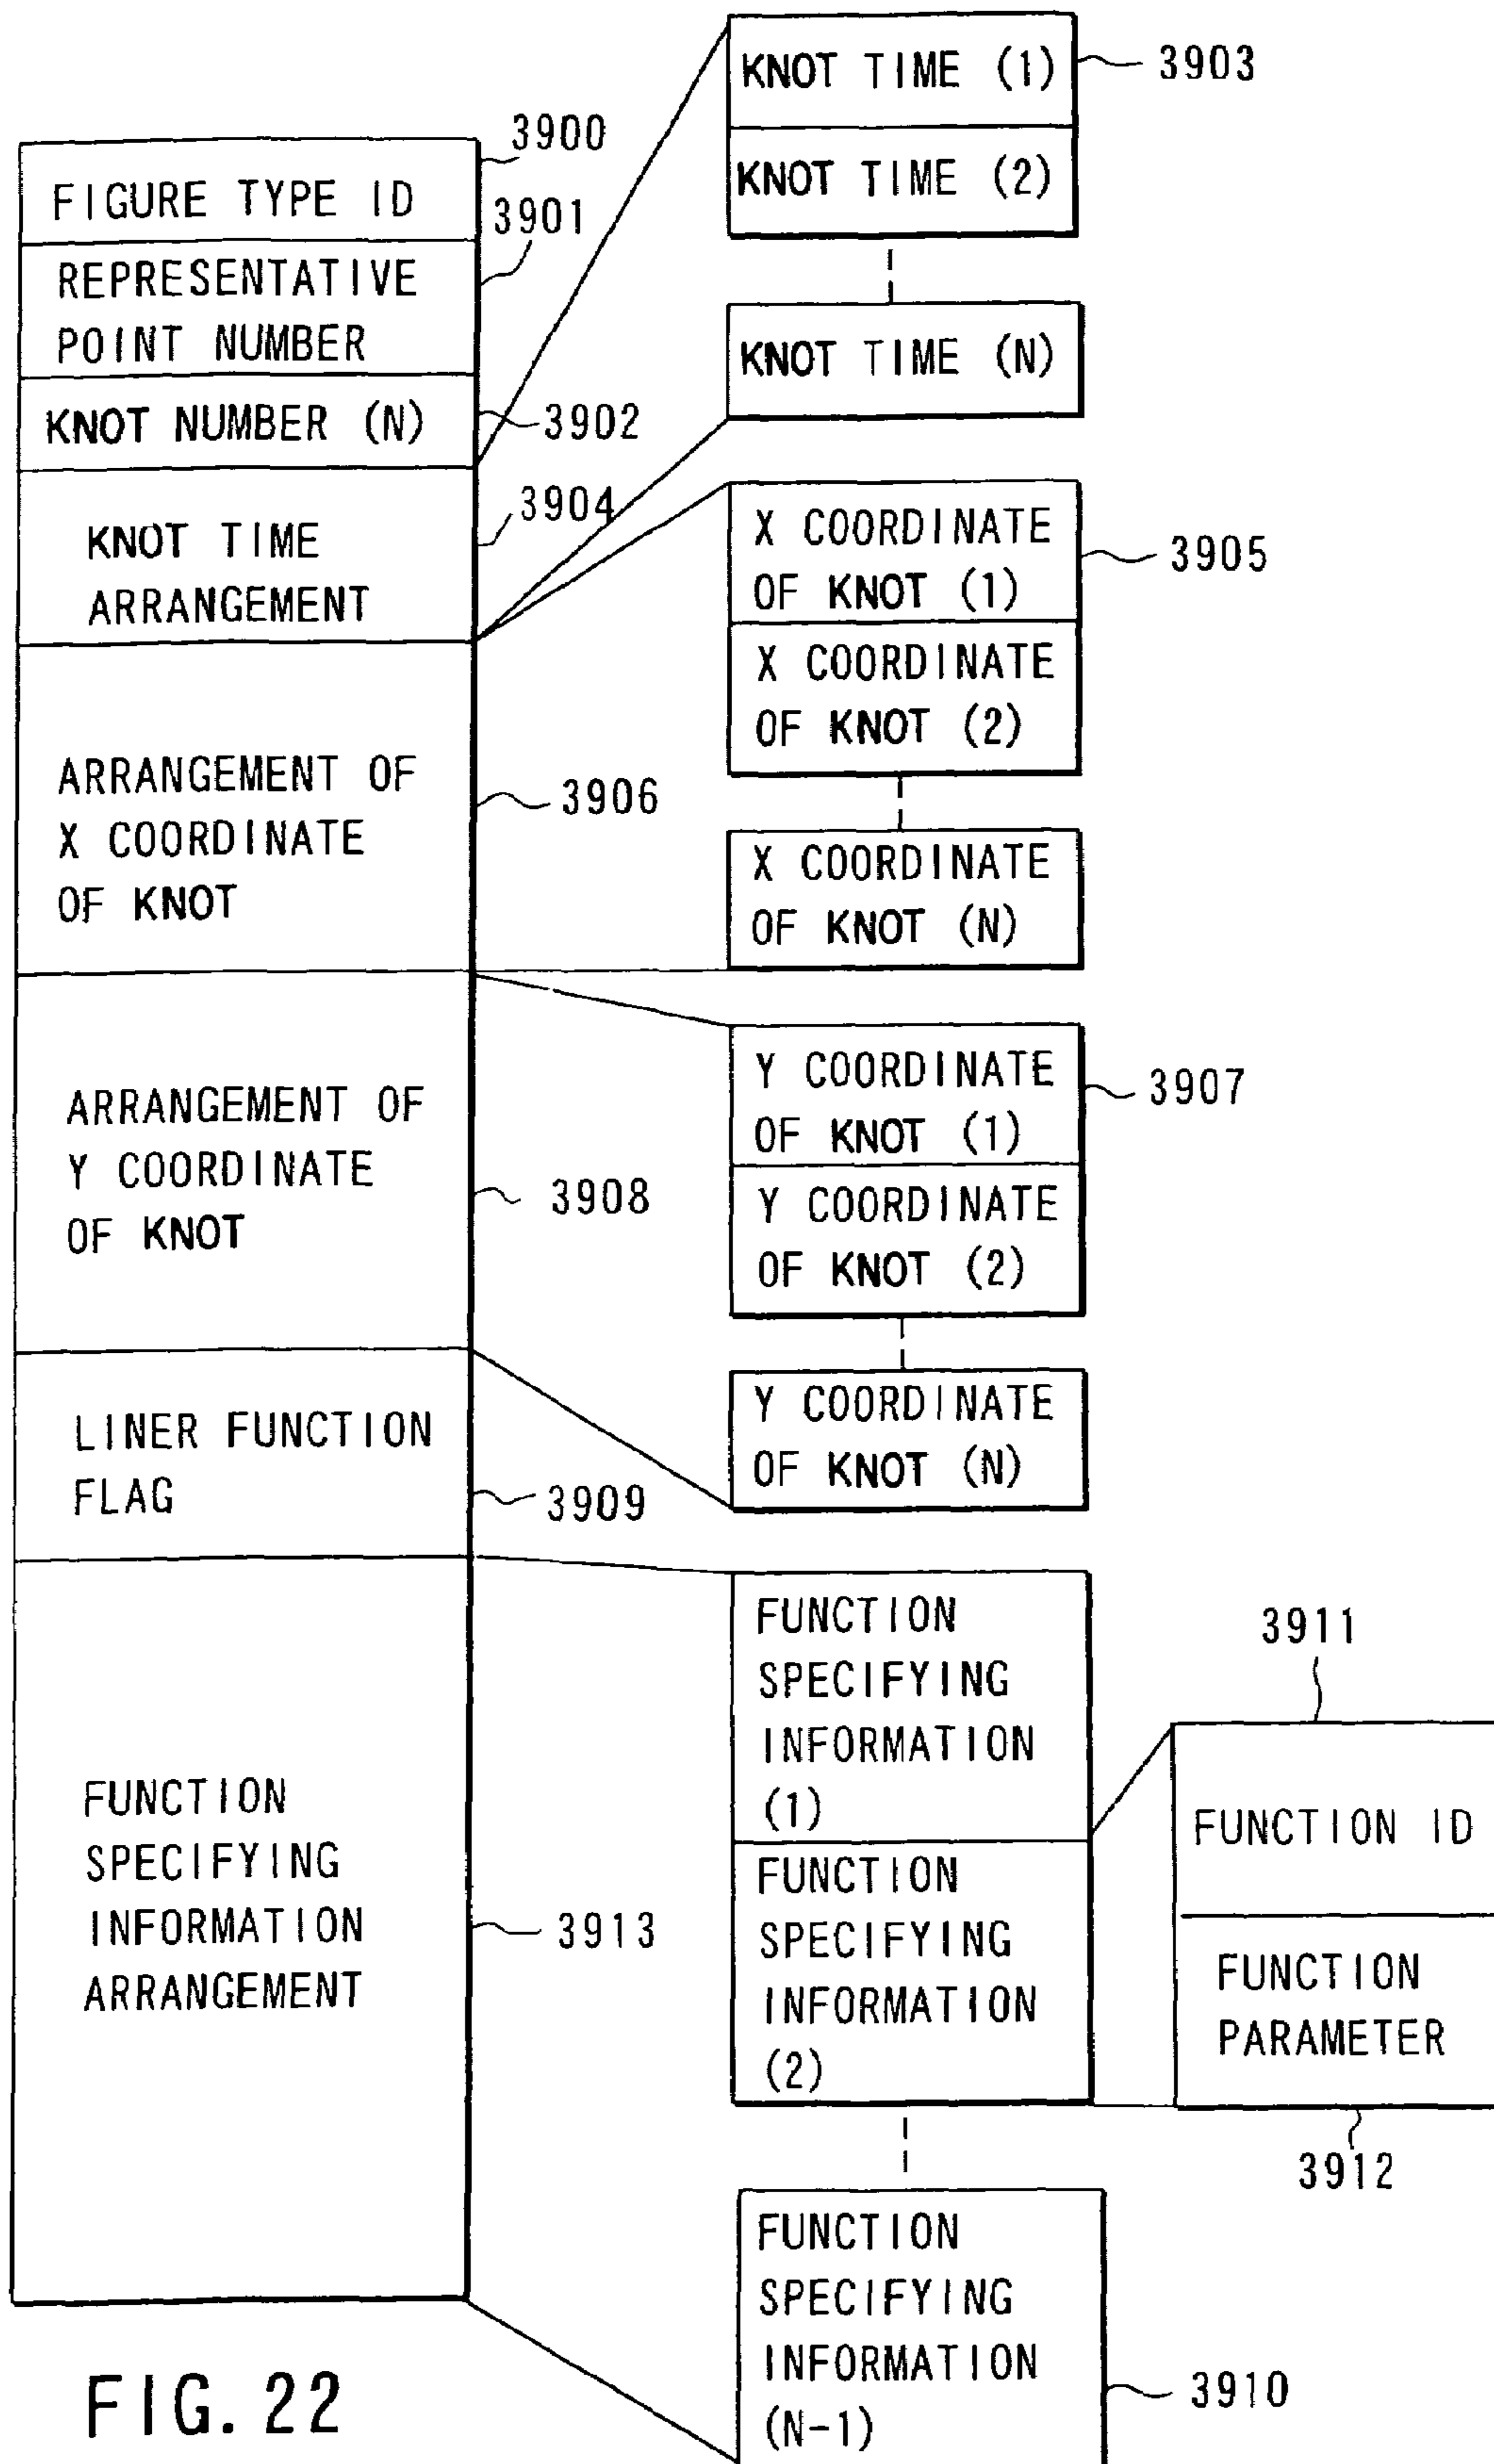 3900
FIGURE TYPE ID
3901
REPRESENTATIVE
POINT NUMBER
KNOT NUMBER (N)
3902
KNOT TIME
ARRANGEMENT
3904
ARRANGEMENT OF
X COORDINATE
OF KNOT
3906
ARRANGEMENT OF
Y COORDINATE
OF KNOT
3908
LINER FUNCTION
FLAG
3909
FUNCTION
SPECIFYING
INFORMATION
ARRANGEMENT
3913
KNOT TIME (1)
3903
KNOT TIME (2)
KNOT TIME (N)
X COORDINATE
OF KNOT (1)
3905
X COORDINATE
OF KNOT (2)
X COORDINATE
OF KNOT (N)
Y COORDINATE
OF KNOT (1)
3907
Y COORDINATE
OF KNOT (2)
Y COORDINATE
OF KNOT (N)
FUNCTION
SPECIFYING
INFORMATION
(1)
FUNCTION
SPECIFYING
INFORMATION
(2)
3911
FUNCTION ID
FUNCTION
PARAMETER
3912
FUNCTION
SPECIFYING
INFORMATION
(N-1)
3910
FIG. 22